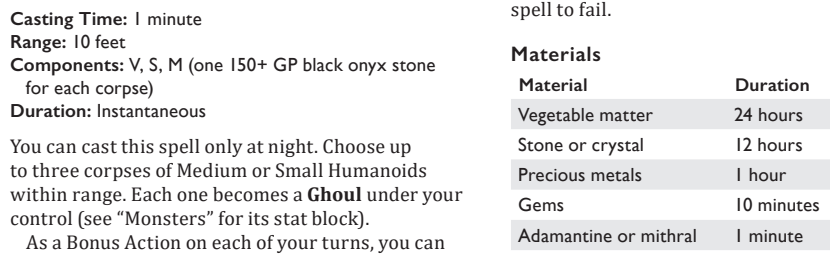 Casting Time: 1 minute
Range: 10 feet
Components: V, S, M (one 150+ GP black onyx stone
for each corpse)
Duration: Instantaneous
You can cast this spell only at night. Choose up
to three corpses of Medium or Small Humanoids
within range. Each one becomes a Ghoul under your
control (see “Monsters” for its stat block).
As a Bonus Action on each of your turns, you can
spell to fail.
Materials
Material Duration
Vegetable matter 24 hours
Stone or crystal 12 hours
Precious metals 1 hour
Gems 10 minutes
Adamantine or mithral 1 minute